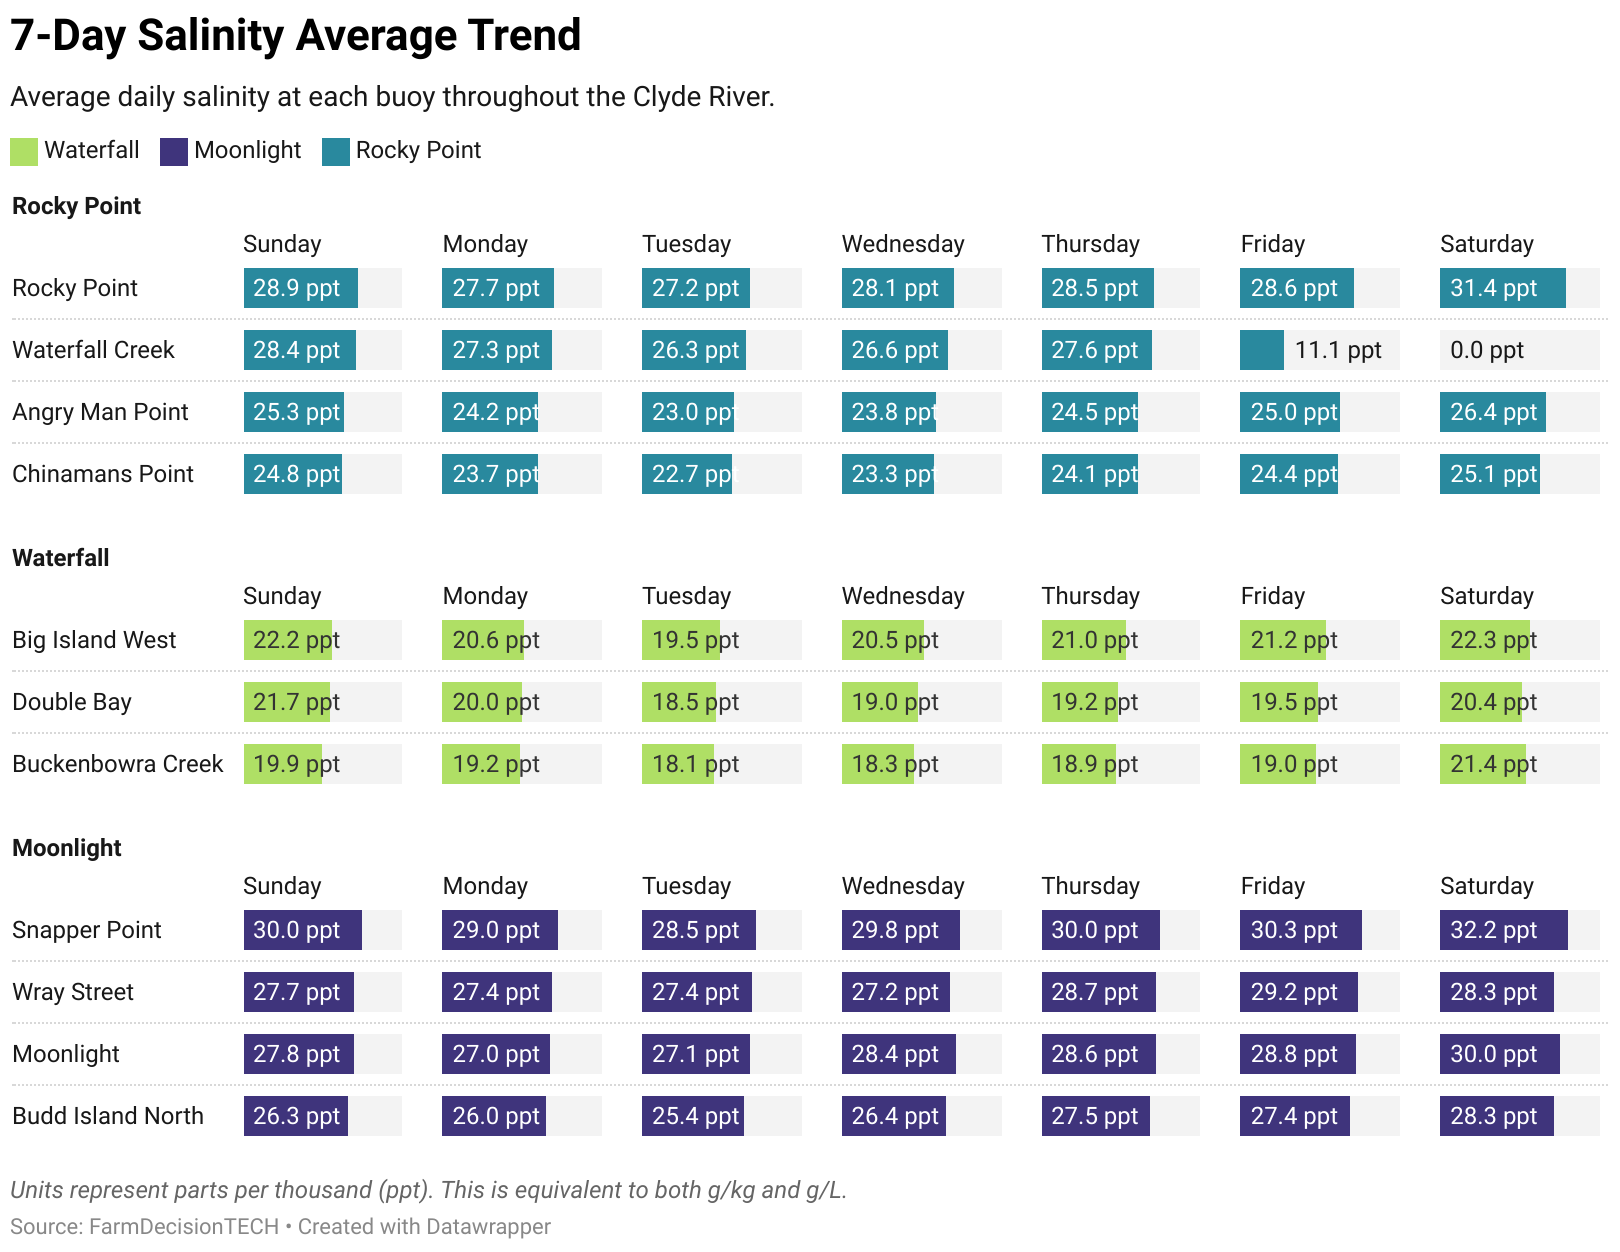 7-Day Salinity Average Trend
Average daily salinity at each buoy throughout the Clyde River.
Waterfall Moonlight Rocky Point
Rocky Point
Sunday Monday Tuesday Wednesday Thursday Friday Saturday
Rocky Point 28.9 ppt 27.7 ppt 27.2 ppt 28.1 ppt 28.5 ppt 28.6 ppt 31.4 ppt
Waterfall Creek 28.4 ppt 27.3 ppt 26.3 ppt 26.6 ppt 27.6 ppt 11.1 ppt 0.0 ppt
Angry Man Point 25.3 ppt 24.2 ppt 23.0 ppt 23.8 ppt 24.5 ppt 25.0 ppt 26.4 ppt
Chinamans Point 24.8 ppt 23.7 ppt 22.7 ppt 23.3 ppt 24.1 ppt 24.4 ppt 25.1 ppt
Waterfall
Sunday Monday Tuesday Wednesday Thursday Friday Saturday
Big Island West 22.2 ppt 20.6 ppt 19.5 ppt 20.5 ppt 21.0 ppt 21.2 ppt 22.3 ppt
Double Bay 21.7 ppt 20.0 ppt 18.5 ppt 19.0 ppt 19.2 ppt 19.5 ppt 20.4 ppt
Buckenbowra Creek 19.9 ppt 19.2 ppt 18.1 ppt 18.3 ppt 18.9 ppt 19.0 ppt 21.4 ppt
Moonlight
Sunday Monday Tuesday Wednesday Thursday Friday Saturday
Snapper Point 30.0 ppt 29.0 ppt 28.5 ppt 29.8 ppt 30.0 ppt 30.3 ppt 32.2 ppt
Wray Street 27.7 ppt 27.4 ppt 27.4 ppt 27.2 ppt 28.7 ppt 29.2 ppt 28.3 ppt
Moonlight 27.8 ppt 27.0 ppt 27.1 ppt 28.4 ppt 28.6 ppt 28.8 ppt 30.0 ppt
Budd Island North 26.3 ppt 26.0 ppt 25.4 ppt 26.4 ppt 27.5 ppt 27.4 ppt 28.3 ppt
Units represent parts per thousand (ppt). This is equivalent to both g/kg and g/L.
Source: FarmDecisionTECH • Created with Datawrapper